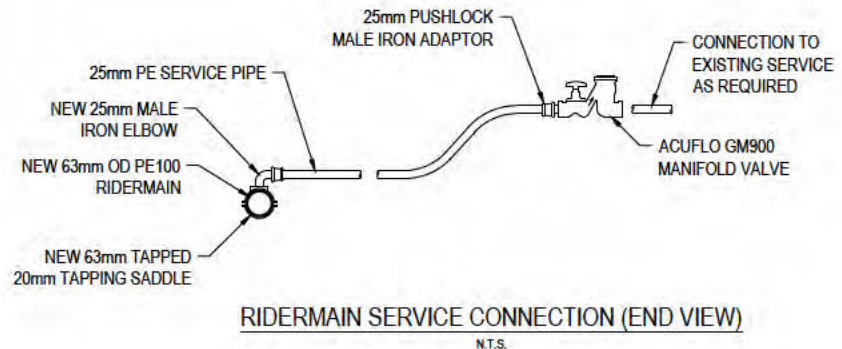 25mm PUSHLOCK
MALE IRON ADAPTOR
CONNECTION TO
EXISTING SERVICE
AS REQUIRED
25mm PE SERVICE PIPE
NEW 25mm MALE
IRON ELBOW
NEW 63mm OD PE100
RIDERMAIN
ACUFLO GM900
MANIFOLD VALVE
NEW 63mm TAPPED
20mm TAPPING SADDLE
RIDERMAIN SERVICE CONNECTION (END VIEW)
N.T.S.